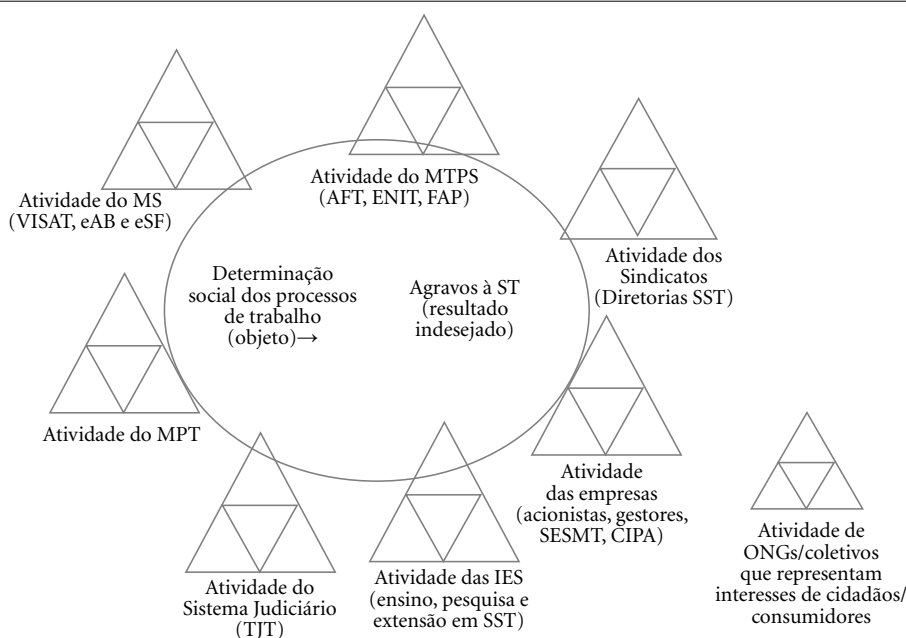 Atividade do MS
(VISAT, eAB e eSF)
Atividade do MTPS
(AFT, ENIT, FAP)
Atividade dos
Sindicatos
(Diretorias SST)
Determinação
social dos processos
de trabalho
(objeto)→
Agravos à ST
(resultado
indesejado)
Atividade do MPT
Atividade
das empresas
(acionistas, gestores,
SESMT, CIPA)
Atividade do
Sistema Judiciário
(TJT)
Atividade das IES
(ensino, pesquisa e
extensão em SST)
Atividade de
ONGs/coletivos
que representam
interesses de cidadãos/
consumidores